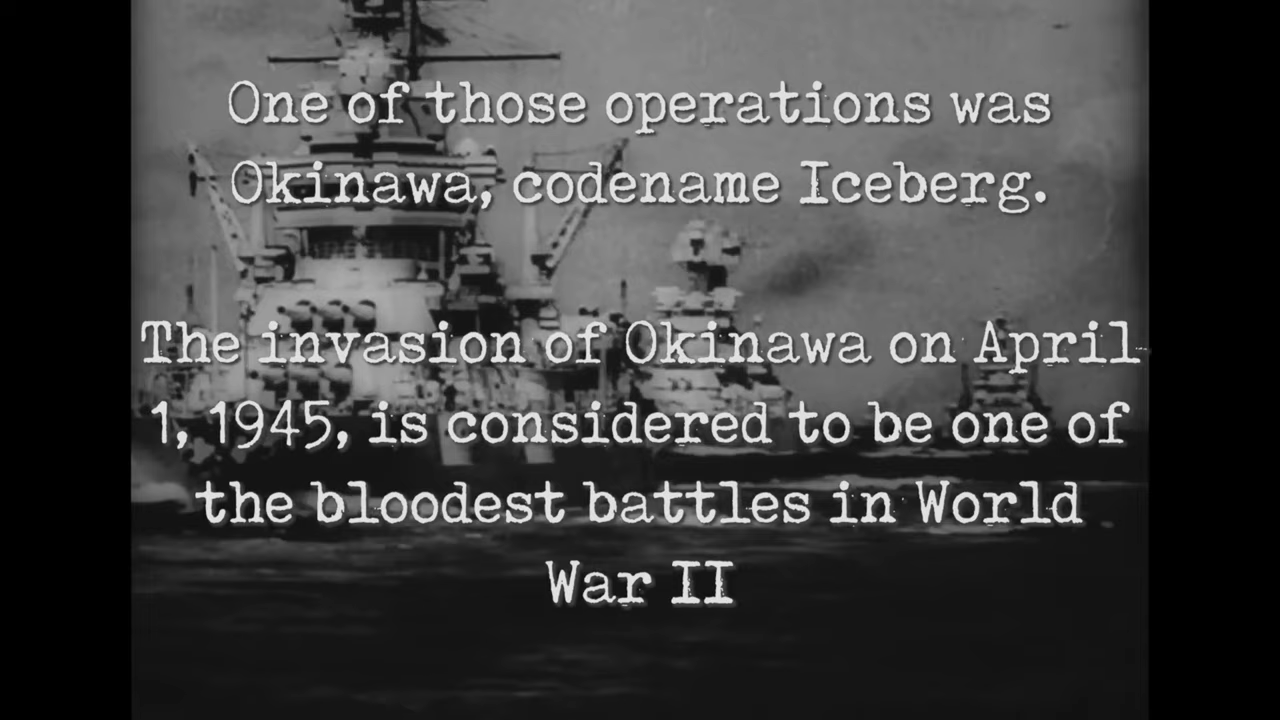 One of those operations was
Okinawa, codename Iceberg.
The invasion of Okinawa on April
1, 1945, is considered to be one of
the bloodest battles in World
War II